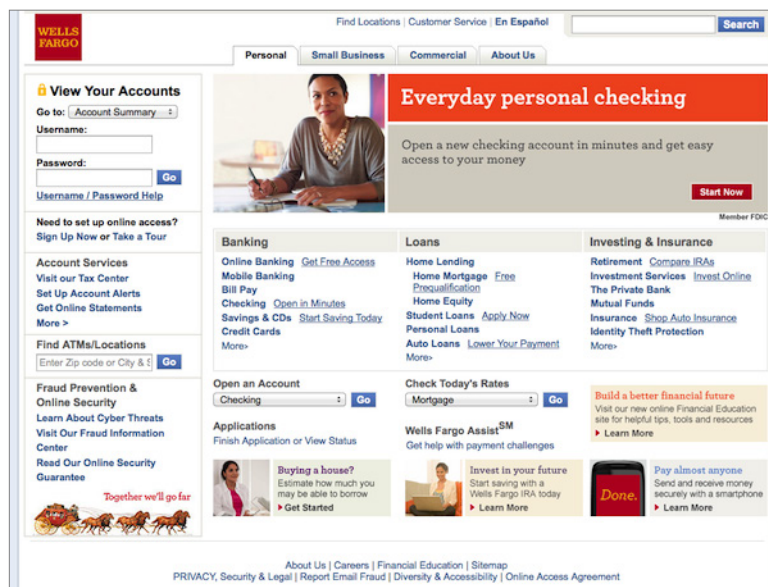 WELLS
FARGO
Find Locations | Customer Service | En Español
Search
Personal
Small Business
Commercial
About Us
View Your Accounts
Go to: Account Summary
Username:
Password:
Go
Username / Password Help
Need to set up online access?
Sign Up Now or Take a Tour
Account Services
Visit our Tax Center
Set Up Account Alerts
Get Online Statements
More >
Find ATMs/Locations
Enter Zip code or City & S
Go
Fraud Prevention &
Online Security
Learn About Cyber Threats
Visit Our Fraud Information
Center
Read Our Online Security
Guarantee
Together we'll go far
Everyday personal checking
Open a new checking account in minutes and get easy
access to your money
Start Now
Member FDIC
Banking
Online Banking Get Free Access
Mobile Banking
Bill Pay
Checking Open in Minutes
Savings & CDs Start Saving Today
Credit Cards
More›
Loans
Home Lending
Home Mortgage Free
Prequalification
Home Equity
Student Loans Apply Now
Personal Loans
Auto Loans Lower Your Payment
More›
Investing & Insurance
Retirement Compare IRAs
Investment Services Invest Online
The Private Bank
Mutual Funds
Insurance Shop Auto Insurance
Identity Theft Protection
More›
Open an Account
Checking
Go
Applications
Finish Application or View Status
Check Today's Rates
Mortgage
Go
Wells Fargo Assist SM
Get help with payment challenges
Build a better financial future
Visit our new online Financial Education
site for helpful tips, tools and resources
Learn More
Buying a house?
Estimate how much you
may be able to borrow
Get Started
Invest in your future
Start saving with a
Wells Fargo IRA today
Learn More
Done.
Pay almost anyone
Send and receive money
securely with a smartphone
Learn More
About Us | Careers | Financial Education | Sitemap
PRIVACY, Security & Legal | Report Email Fraud | Diversity & Accessibility | Online Access Agreement